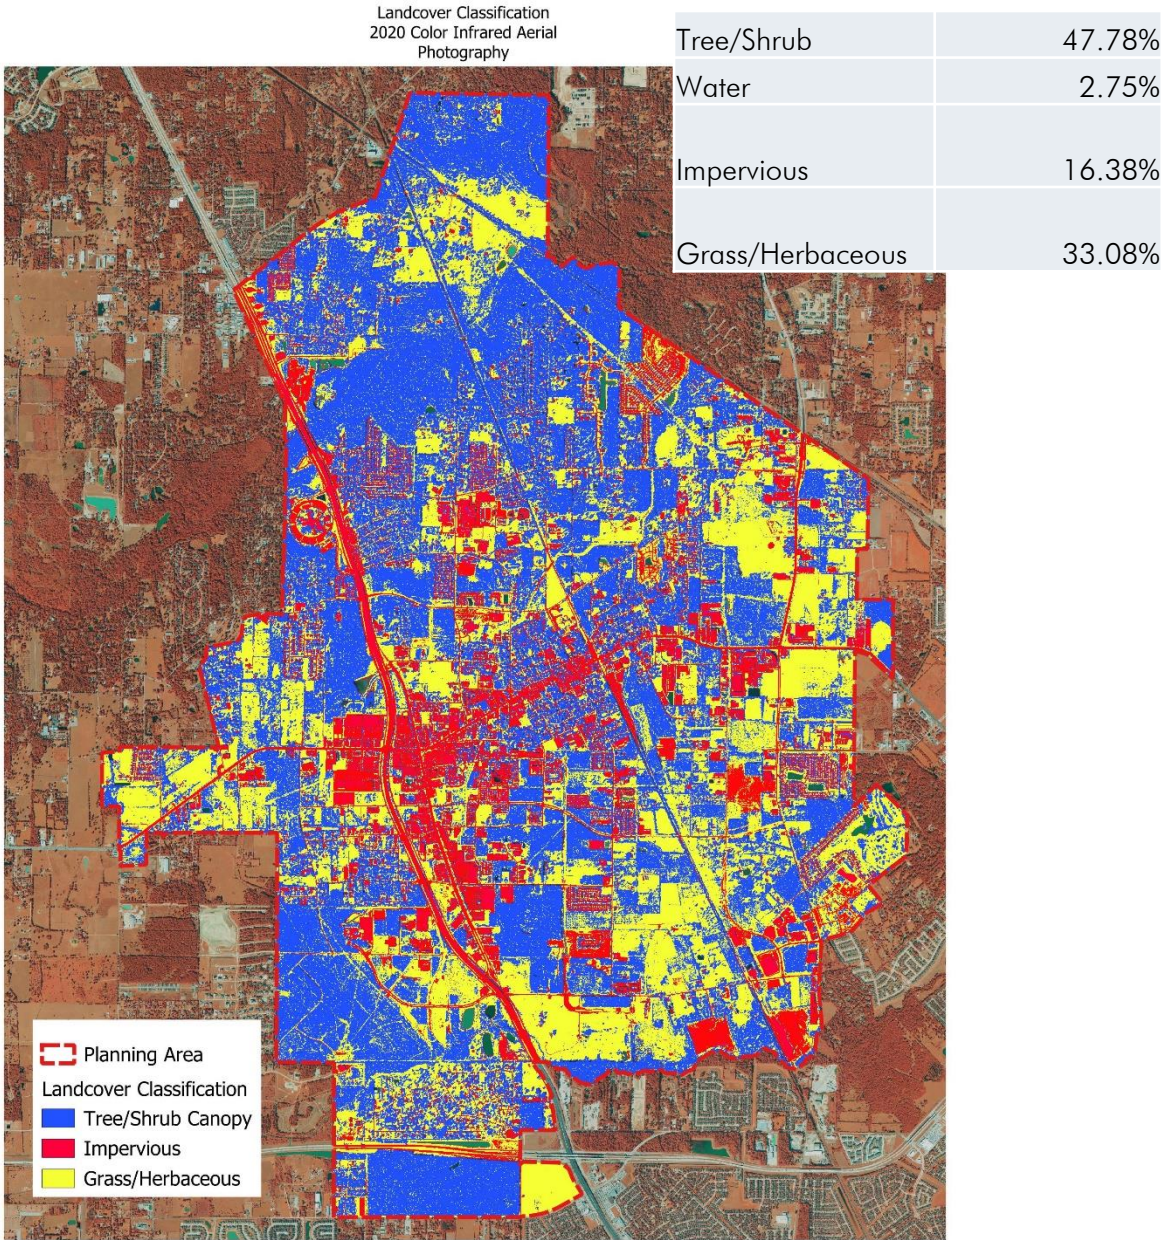 Landcover Classification
2020 Color Infrared Aerial
Photography
Tree/Shrub 47.78%
Water 2.75%
Impervious 16.38%
Grass/Herbaceous 33.08%
Planning Area
Landcover Classification
Tree/Shrub Canopy
Impervious
Grass/Herbaceous